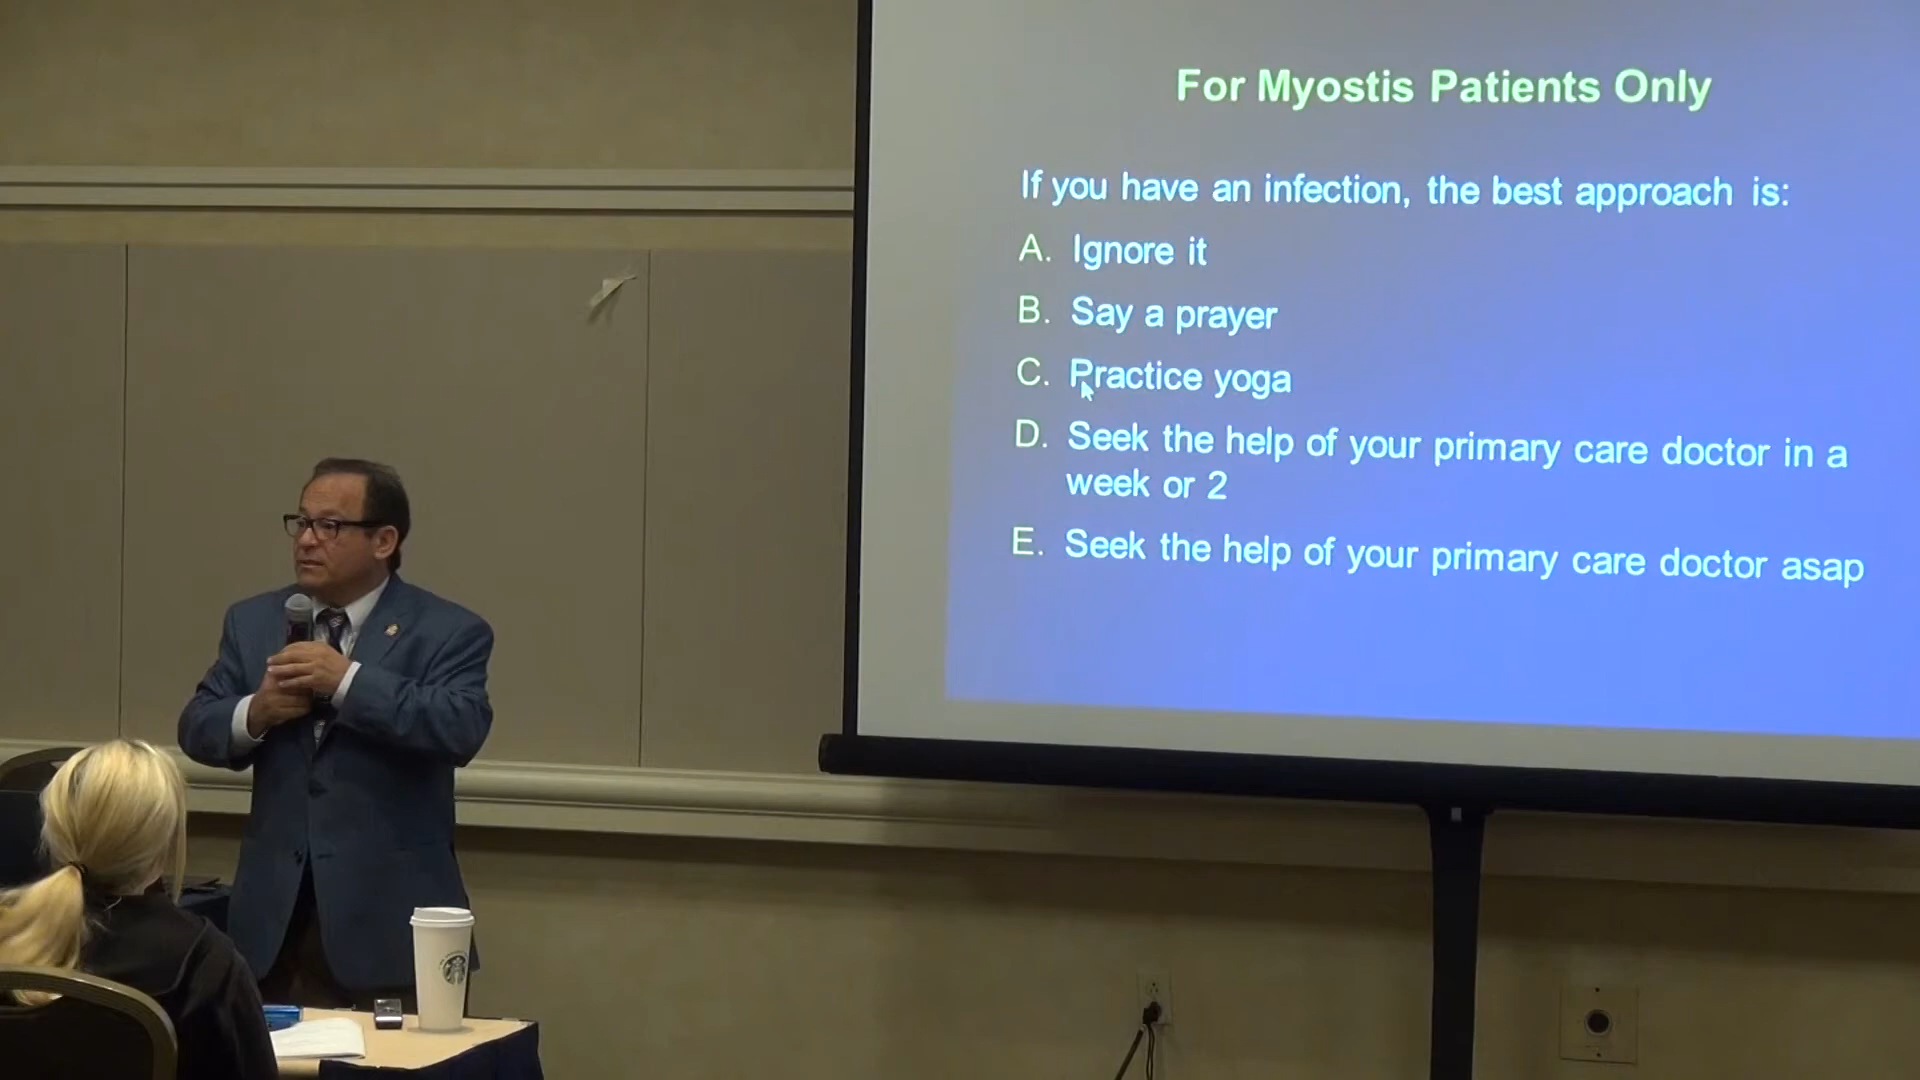 For Myostis Patients Only
If you have an infection, the best approach is:
A. Ignore it
B. Say a prayer
C. Practice yoga
D. Seek the help of your primary care doctor in a
week or 2
E. Seek the help of your primary care doctor asap